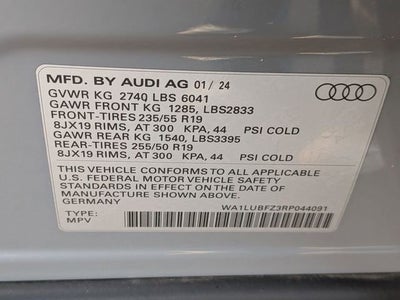 MFD. BY AUDI AG 01 / 24
GVWR KG 2740 LBS 6041
GAWR FRONT KG 1285, LBS2833
FRONT-TIRES 235/55 R19
8JX19 RIMS, AT 300 KPA, 44 PSI COLD
GAWR REAR KG 1540, LBS3395
REAR-TIRES 255/50 R19
8JX19 RIMS, AT 300 KPA, 44 PSI COLD
THIS VEHICLE CONFORMS TO ALL APPLICABLE
U.S. FEDERAL MOTOR VEHICLE SAFETY
STANDARDS IN EFFECT ON THE DATE OF
MANUFACTURE SHOWN ABOVE.
GERMANY
WA1LUBFZ3RP044091
TYPE:
MPV